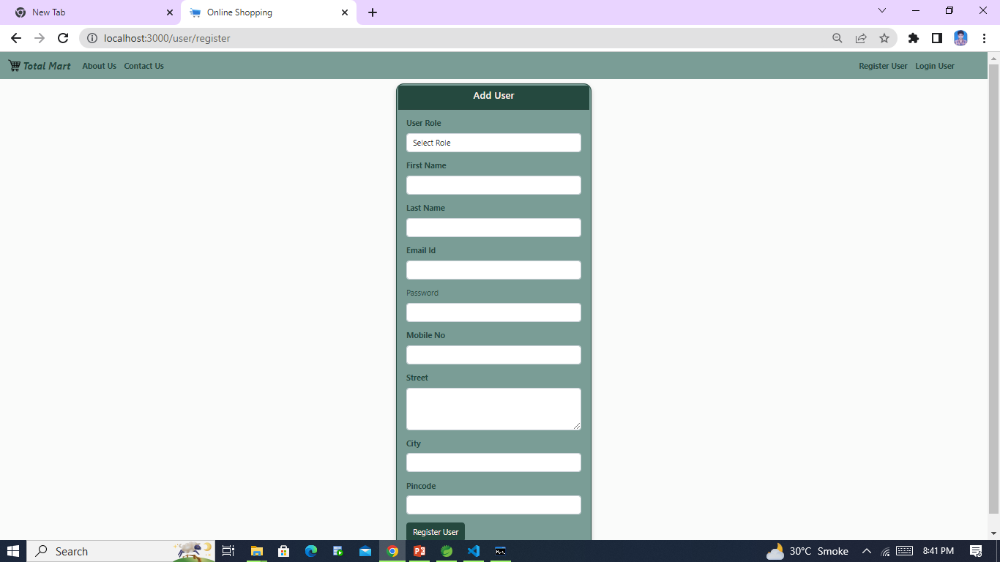 New Tab
Online Shopping
localhost:3000/user/register
Total Mart About Us Contact Us Register User Login User
Add User
User Role
Select Role
First Name
Last Name
Email Id
Password
Mobile No
Street
City
Pincode
Register User
Search
30°C Smoke
8:41 PM